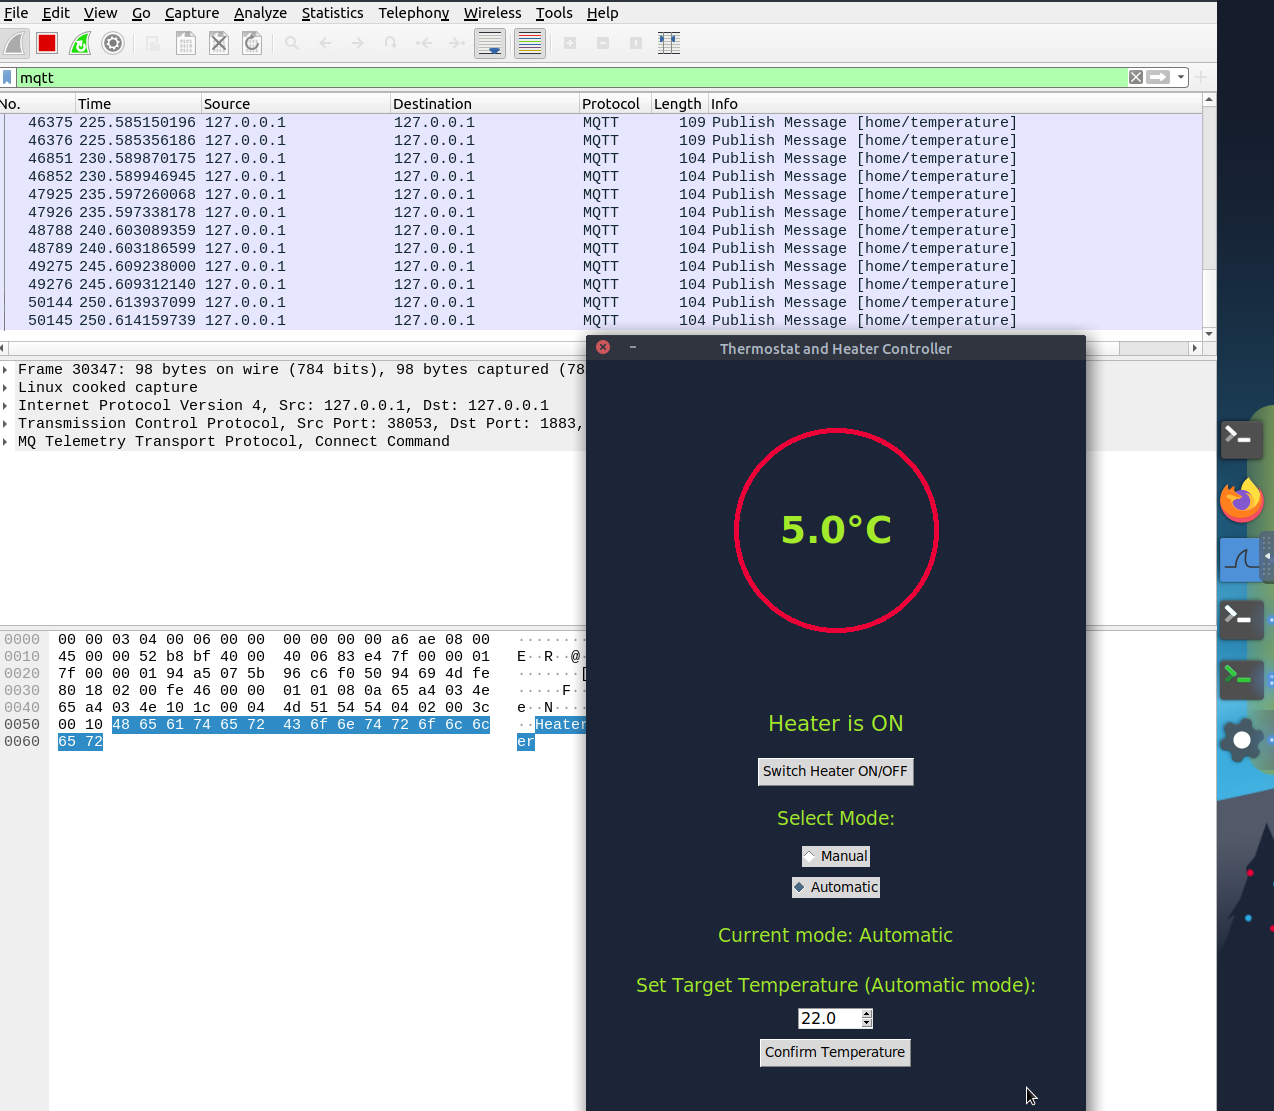 File Edit View Go Capture Analyze Statistics Telephony Wireless Tools Help
mqtt
No. Time Source Destination Protocol Length Info
46375 225.585150196 127.0.0.1 127.0.0.1 MQTT 109 Publish Message [home/temperature]
46376 225.585356186 127.0.0.1 127.0.0.1 MQTT 109 Publish Message [home/temperature]
46851 230.589870175 127.0.0.1 127.0.0.1 MQTT 104 Publish Message [home/temperature]
46852 230.589946945 127.0.0.1 127.0.0.1 MQTT 104 Publish Message [home/temperature]
47925 235.597260068 127.0.0.1 127.0.0.1 MQTT 104 Publish Message [home/temperature]
47926 235.597338178 127.0.0.1 127.0.0.1 MQTT 104 Publish Message [home/temperature]
48788 240.603089359 127.0.0.1 127.0.0.1 MQTT 104 Publish Message [home/temperature]
48789 240.603186599 127.0.0.1 127.0.0.1 MQTT 104 Publish Message [home/temperature]
49275 245.609238000 127.0.0.1 127.0.0.1 MQTT 104 Publish Message [home/temperature]
49276 245.609312140 127.0.0.1 127.0.0.1 MQTT 104 Publish Message [home/temperature]
50144 250.613937099 127.0.0.1 127.0.0.1 MQTT 104 Publish Message [home/temperature]
50145 250.614159739 127.0.0.1 127.0.0.1 MQTT 104 Publish Message [home/temperature]
Frame 30347: 98 bytes on wire (784 bits), 98 bytes captured (78
Linux cooked capture
Internet Protocol Version 4, Src: 127.0.0.1, Dst: 127.0.0.1
Transmission Control Protocol, Src Port: 38053, Dst Port: 1883,
MQ Telemetry Transport Protocol, Connect Command
0000 00 00 03 04 00 06 00 00 00 00 00 00 a6 ae 08 00 ········
0010 45 00 00 52 b8 bf 40 00 40 06 83 e4 7f 00 00 01 E··R··@·
0020 7f 00 00 01 94 a5 07 5b 96 c6 f0 50 94 69 4d fe ·······[
0030 80 18 02 00 fe 46 00 00 01 01 08 0a 65 a4 03 4e ·····F··
0040 65 a4 03 4e 10 1c 00 04 4d 51 54 54 04 02 00 3c e··N····
0050 00 10 48 65 61 74 65 72 43 6f 6e 74 72 6f 6c 6c ··Heater
0060 65 72 er
Thermostat and Heater Controller
5.0°C
Heater is ON
Switch Heater ON/OFF
Select Mode:
Manual
Automatic
Current mode: Automatic
Set Target Temperature (Automatic mode):
22.0
Confirm Temperature